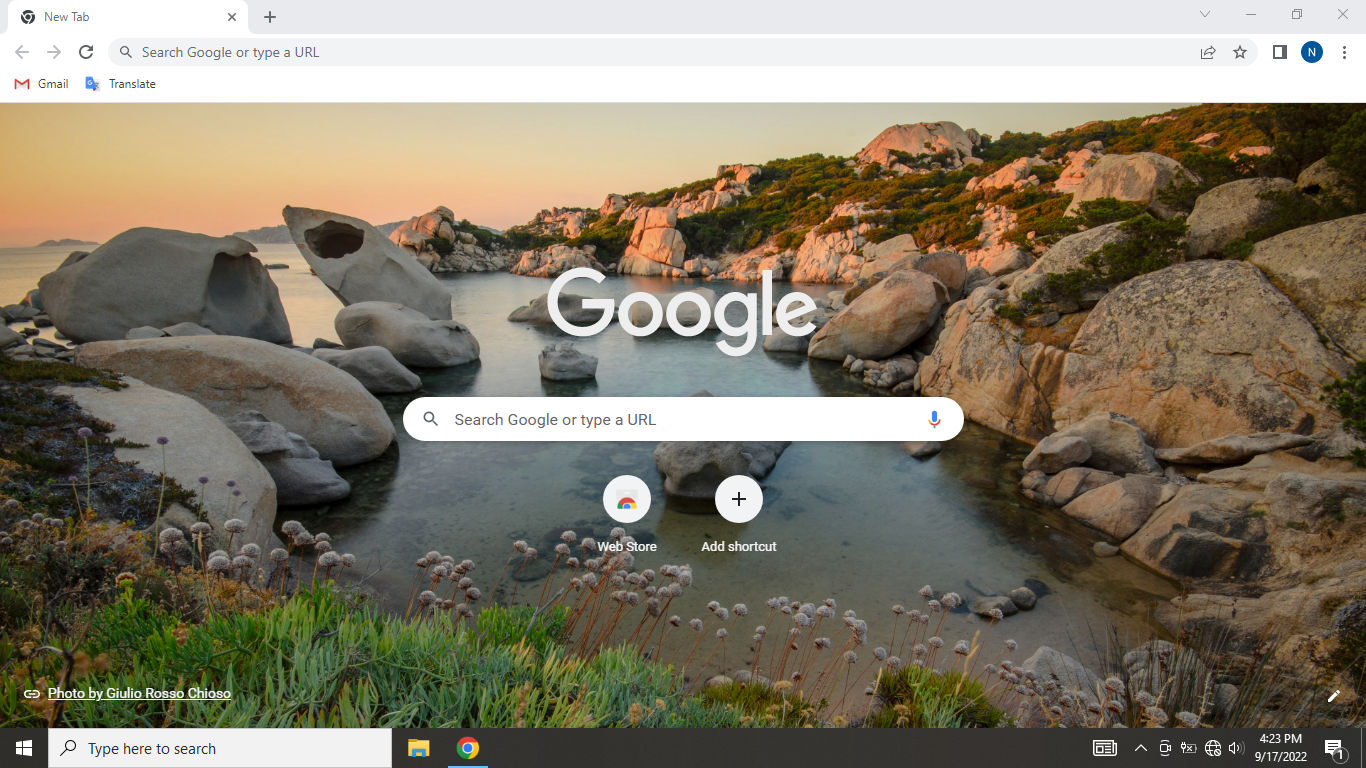 New Tab
Search Google or type a URL
N
Gmail
Translate
Google
Search Google or type a URL
Web Store
Add shortcut
Photo by Giulio Rosso Chioso
Type here to search
4:23 PM
9/17/2022
1